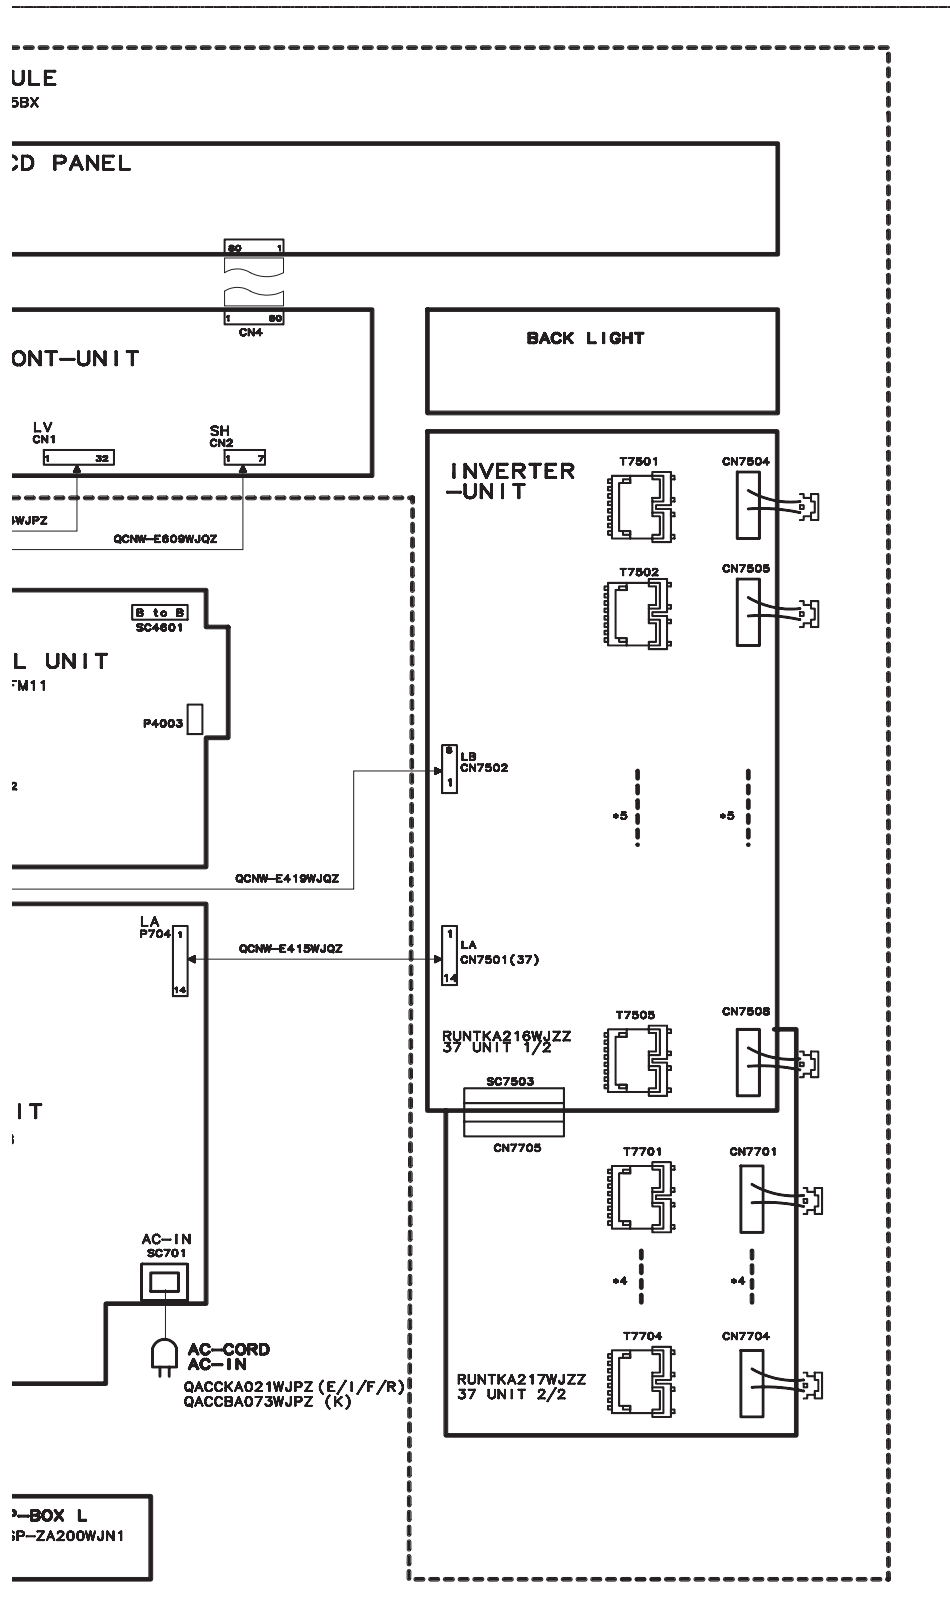 ULE
5BX
CD PANEL
80 1
1 80
CN4
BACK LIGHT
ONT-UNIT
LV
CN1
1 32
SH
CN2
1 7
WJPZ
QCNW-E609WJQZ
INVERTER
-UNIT
T7501
CN7504
T7502
CN7505
B to B
SC4601
L UNIT
FM11
P4003
2
LB
CN7502
1
*5
*5
QCNW-E419WJQZ
LA
P704
1
14
QCNW-E415WJQZ
1
14
LA
CN7501(37)
RUNTKA216WJZZ
37 UNIT 1/2
T7505
CN7508
SC7503
CN7705
IT
T7701
CN7701
AC-IN
SC701
*4
*4
AC-CORD
AC-IN
QACCKA021WJPZ(E/I/F/R)
QACCBA073WJPZ (K)
T7704
CN7704
RUNTKA217WJZZ
37 UNIT 2/2
P-BOX L
SP-ZA200WJN1